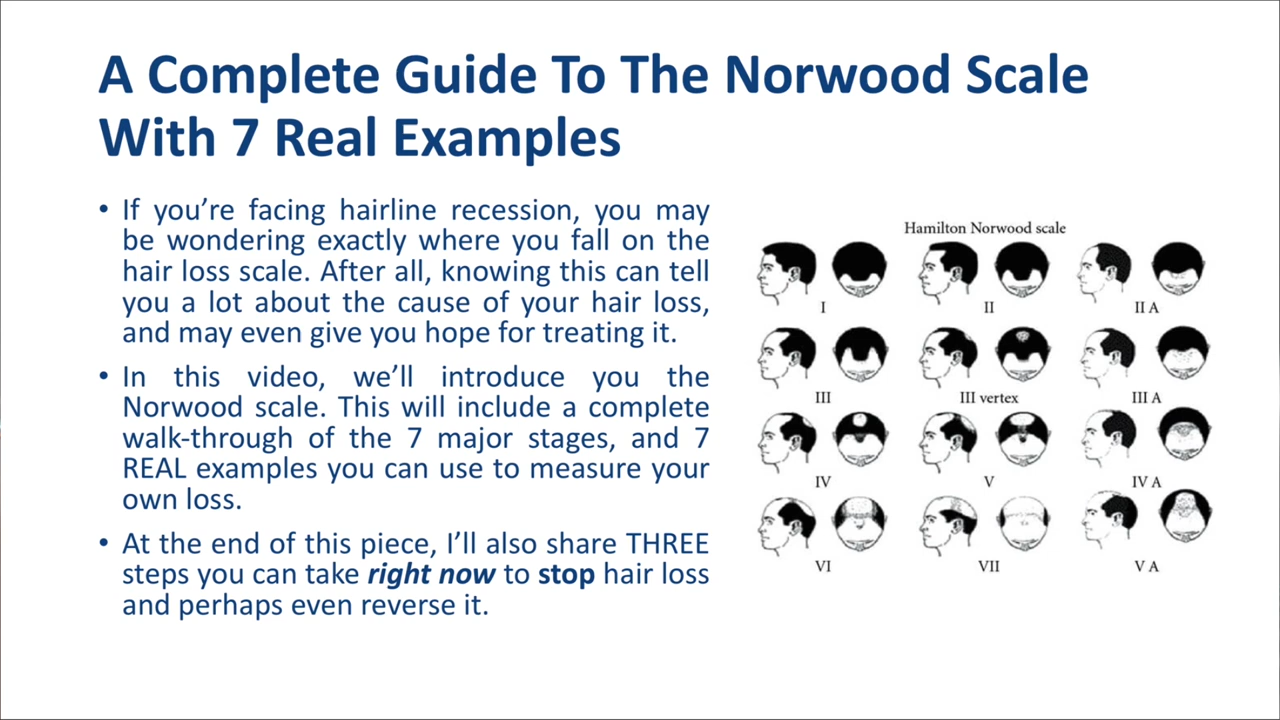 A Complete Guide To The Norwood Scale
With 7 Real Examples
• If you’re facing hairline recession, you may
be wondering exactly where you fall on the
hair loss scale. After all, knowing this can tell
you a lot about the cause of your hair loss,
and may even give you hope for treating it.
• In this video, we’ll introduce you the
Norwood scale. This will include a complete
walk-through of the 7 major stages, and 7
REAL examples you can use to measure your
own loss.
• At the end of this piece, I’ll also share THREE
steps you can take right now to stop hair loss
and perhaps even reverse it.
Hamilton Norwood scale
I II II A
III III vertex III A
IV V IV A
VI VII V A